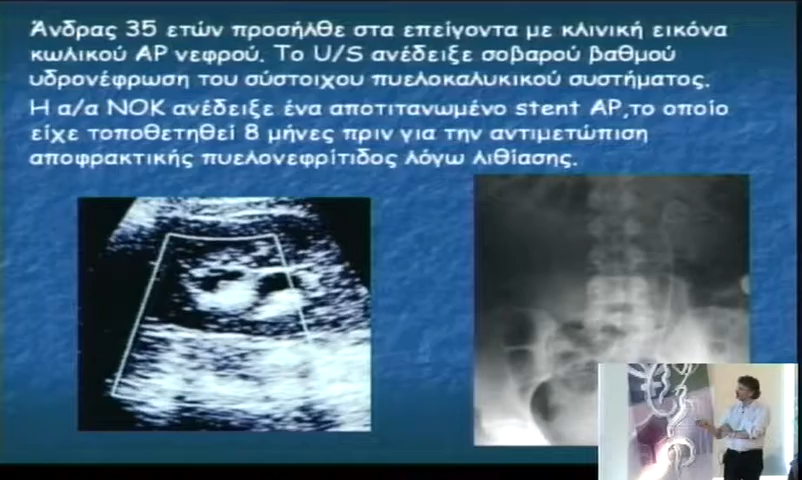 Άνδρας 35 ετών προσήλθε στα επείγοντα με κλινική εικόνα
κωλικού ΑΡ νεφρού. Το U/S ανέδειξε σοβαρού βαθμού
υδρονέφρωση του σύστοιχου πυελοκαλυκικού συστήματος.
Η α/α ΝΟΚ ανέδειξε ένα αποτιτανωμένο stent ΑΡ,το οποίο
είχε τοποθετηθεί 8 μήνες πριν για την αντιμετώπιση
αποφρακτικής πυελονεφρίτιδος λόγω λιθίασης.